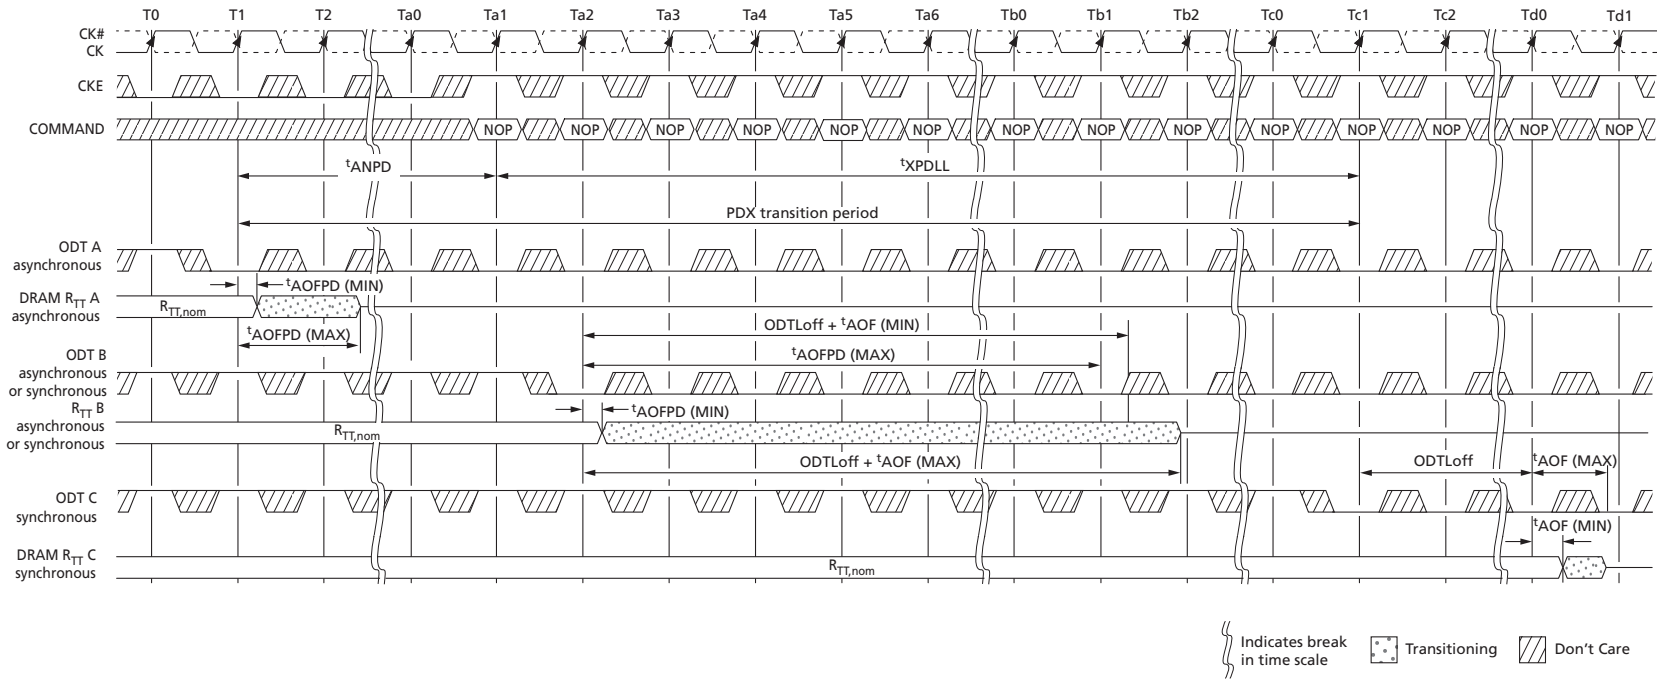 T0 T1 T2 Ta0 Ta1 Ta2 Ta3 Ta4 Ta5 Ta6 Tb0 Tb1 Tb2 Tc0 Tc1 Tc2 Td0 Td1
CK#
CK
CKE
COMMAND NOP NOP NOP NOP NOP NOP NOP NOP NOP NOP NOP NOP NOP NOP
tANPD tXPDLL
PDX transition period
ODT A
asynchronous
tAOFPD (MIN)
DRAM RTT A
asynchronous
RTT,nom
tAOFPD (MAX)
ODTLoff + tAOF (MIN)
tAOFPD (MAX)
ODT B
asynchronous
or synchronous
tAOFPD (MIN)
RTT B
asynchronous
or synchronous
RTT,nom
ODTLoff + tAOF (MAX) ODTLoff tAOF (MAX)
ODT C
synchronous
tAOF (MIN)
DRAM RTT C
synchronous
RTT,nom
Indicates break
in time scale
Transitioning
Don't Care